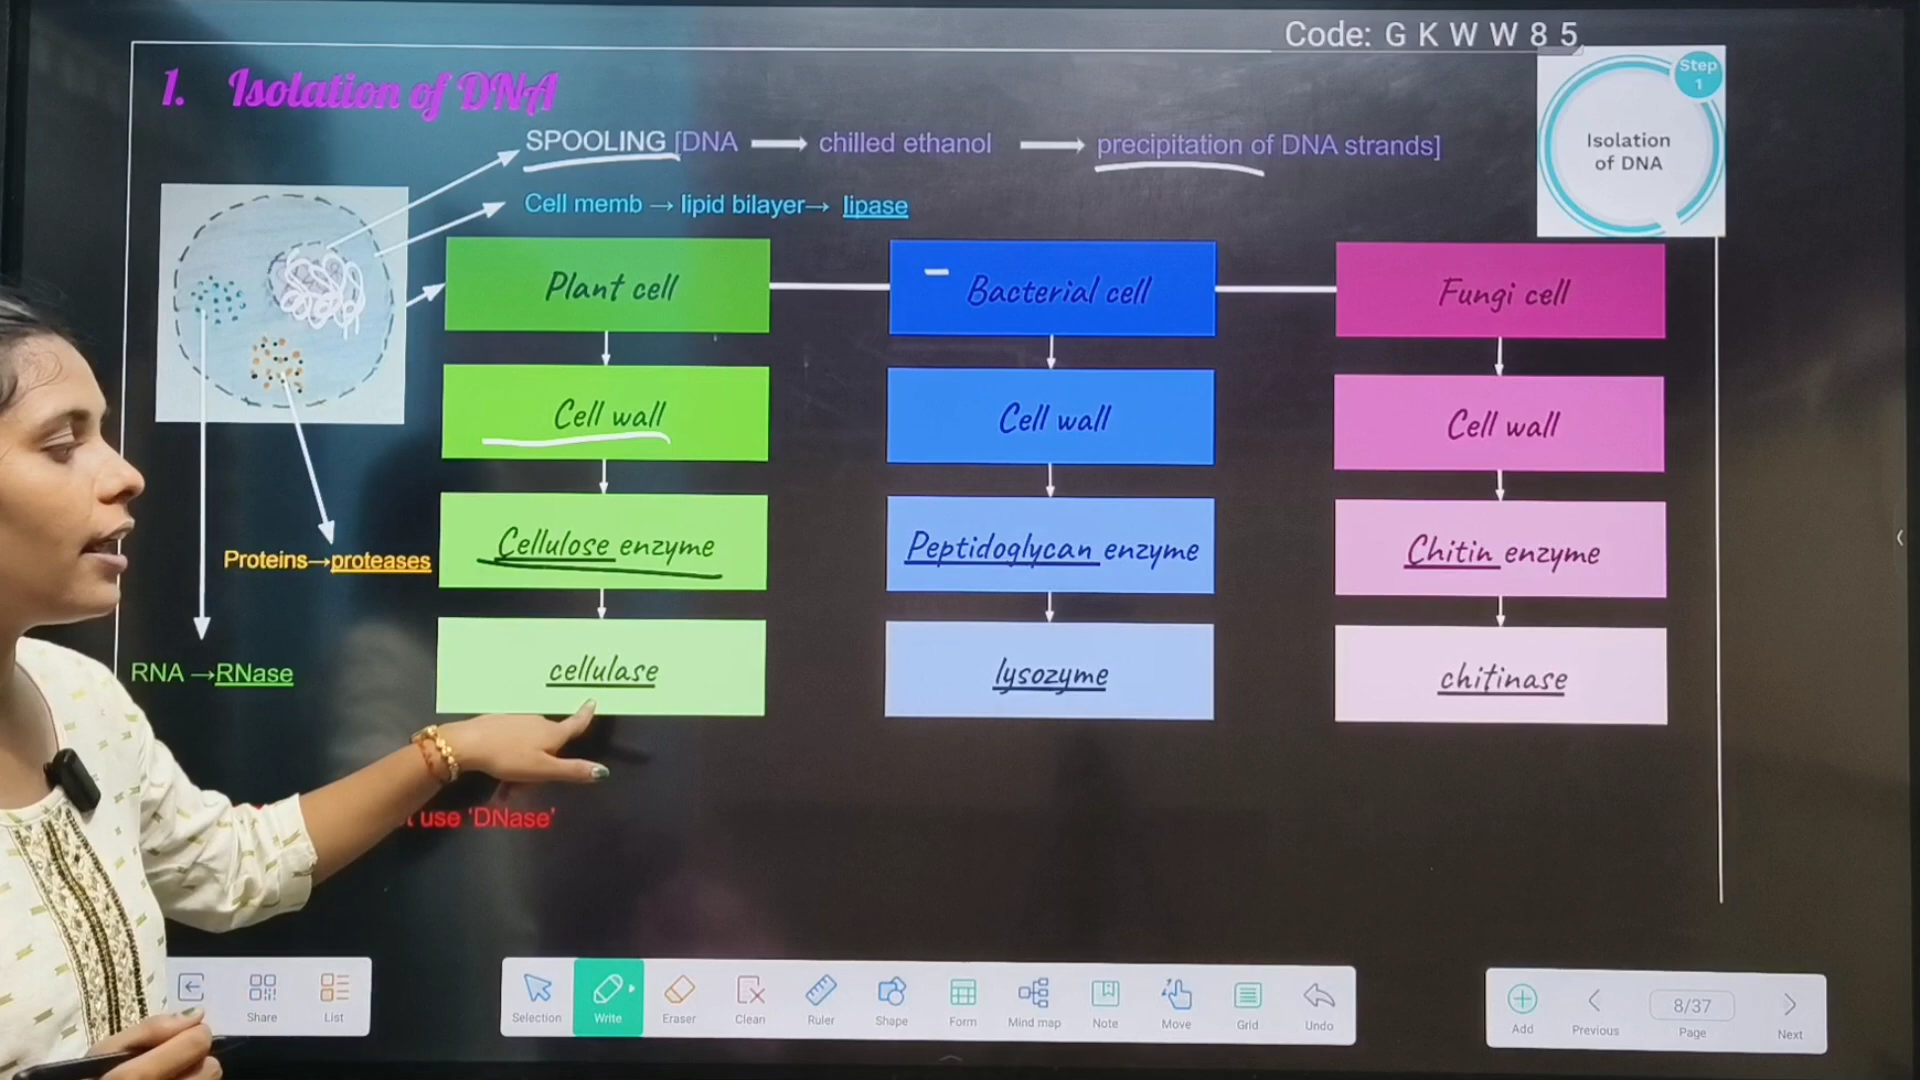 Code: G K W W 8 5
1. Isolation of DNA
Step
1
Isolation
of DNA
SPOOLING [DNA → chilled ethanol → precipitation of DNA strands]
Cell memb → lipid bilayer→ lipase
Plant cell
Bacterial cell
Fungi cell
Cell wall
Cell wall
Cell wall
Cellulose enzyme
Peptidoglycan enzyme
Chitin enzyme
Proteins→proteases
cellulase
lysozyme
chitinase
RNA →RNase
use 'DNase'
Share
List
Selection
Write
Eraser
Clean
Ruler
Shape
Form
Mind map
Note
Move
Grid
Undo
Add
Previous
8/37
Page
Next